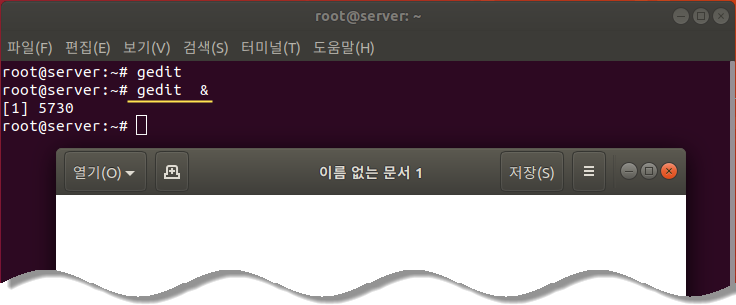 root@server: ~
파일(F) 편집(E) 보기(V) 검색(S) 터미널(T) 도움말(H)
root@server:~# gedit
root@server:~# gedit  &
[1] 5730
root@server:~#
열기(O) 이름 없는 문서 1 저장(S)